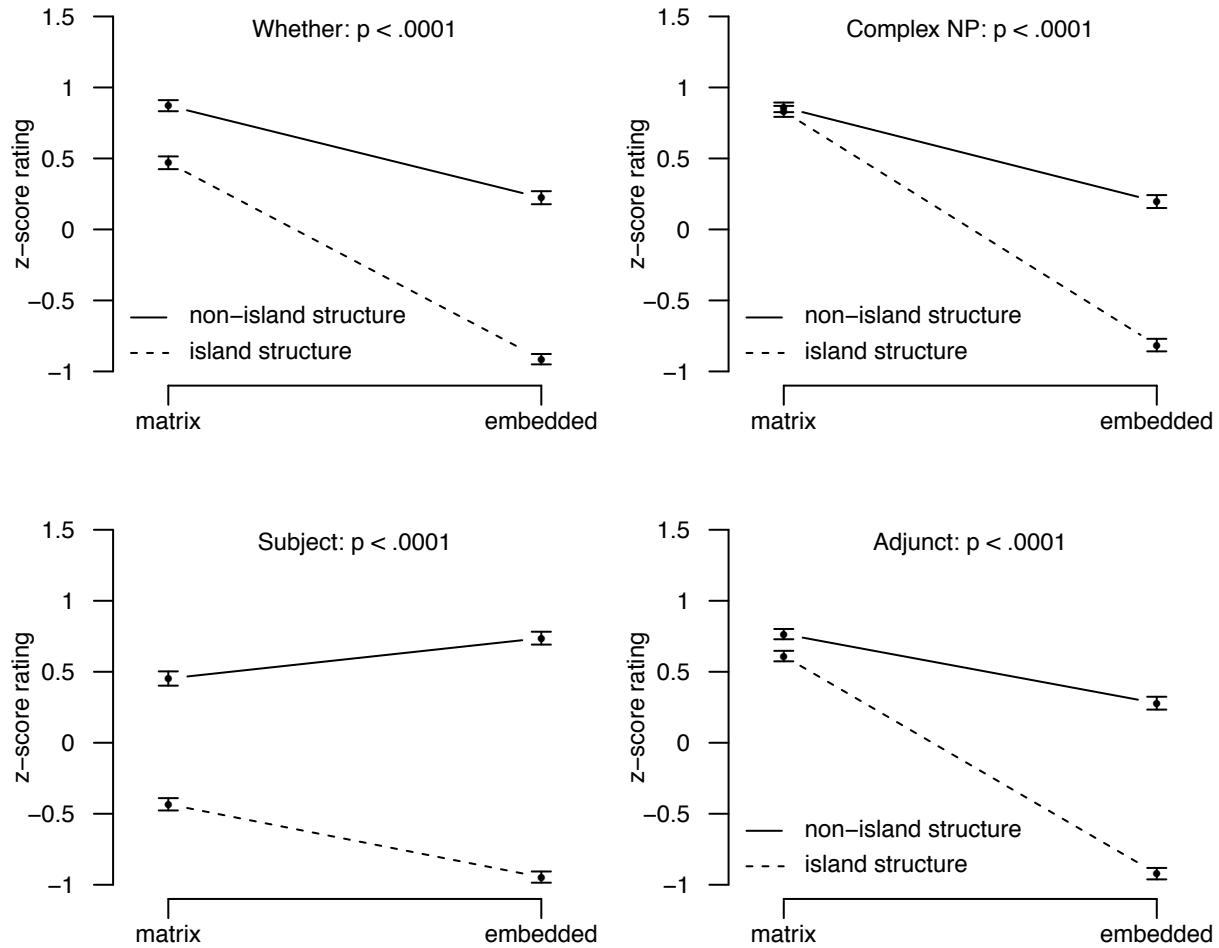 Whether: p < .0001
z−score rating
1.5
1
0.5
0
−0.5
−1
non−island structure
island structure
matrix embedded
Complex NP: p < .0001
z−score rating
1.5
1
0.5
0
−0.5
−1
non−island structure
island structure
matrix embedded
Subject: p < .0001
z−score rating
1.5
1
0.5
0
−0.5
−1
matrix embedded
Adjunct: p < .0001
z−score rating
1.5
1
0.5
0
−0.5
−1
non−island structure
island structure
matrix embedded